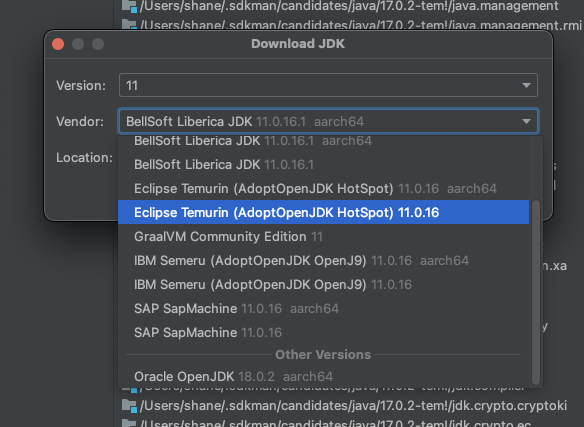 /Users/shane/.sdkman/candidates/java/17.0.2-tem!/java.management
/Users/shane/.sdkman/candidates/java/17.0.2-tem!/java.management.rmi
Download JDK
Version: 11
Vendor: BellSoft Liberica JDK 11.0.16.1 aarch64
Location:
BellSoft Liberica JDK 11.0.16.1 aarch64
BellSoft Liberica JDK 11.0.16.1
Eclipse Temurin (AdoptOpenJDK HotSpot) 11.0.16 aarch64
Eclipse Temurin (AdoptOpenJDK HotSpot) 11.0.16
GraalVM Community Edition 11
IBM Semeru (AdoptOpenJDK OpenJ9) 11.0.16 aarch64
n.xa
IBM Semeru (AdoptOpenJDK OpenJ9) 11.0.16
SAP SapMachine 11.0.16 aarch64
SAP SapMachine 11.0.16
Other Versions
Oracle OpenJDK 18.0.2 aarch64
/Users/shane/.sdkman/candidates/java/17.0.2-tem!/jdk.compiler
/Users/shane/.sdkman/candidates/java/17.0.2-tem!/jdk.crypto.cryptoki
/Users/shane/.sdkman/candidates/java/17.0.2-tem!/jdk.crypto.ec